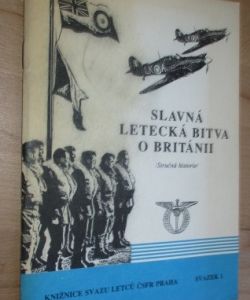 SLAVNÁ
LETECKÁ BITVA
O BRITÁNII
/Stručná historie/
KNIŽNICE SVAZU LETCŮ ČSFR PRAHA
SVAZEK 1.